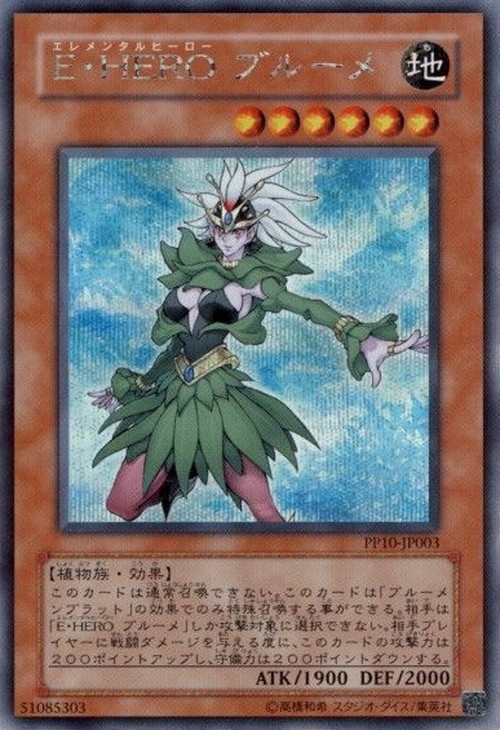 エレメンタルヒーロー
E・HERO ブルーメ
地
PP10-JP003
【植物族・効果】
このカードは通常召喚できない。このカードは「ブルーメ
ンブラット」の効果でのみ特殊召喚する事ができる。相手は
「E・HERO ブルーメ」しか攻撃対象に選択できない。相手プレ
イヤーに戦闘ダメージを与える度に、このカードの攻撃力は
２００ポイントアップし、守備力は２００ポイントダウンする。
ATK/1900 DEF/2000
51085303
©高橋和希 スタジオ・ダイス/集英社